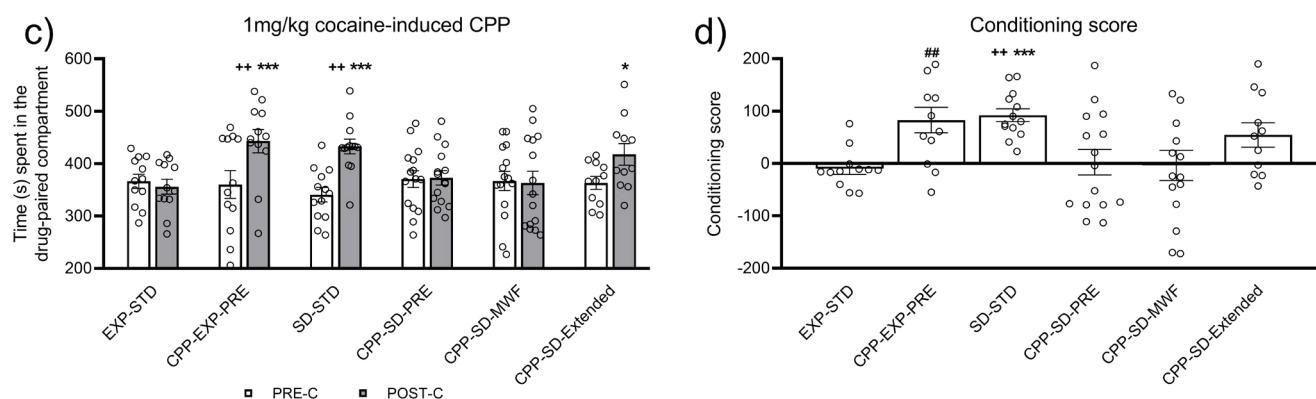 c)
1mg/kg cocaine-induced CPP
Time (s) spent in the
drug-paired compartment
600
500
400
300
200
++ ***
++ ***
*
EXP-STD
CPP-EXP-PRE
SD-STD
CPP-SD-PRE
CPP-SD-MWF
CPP-SD-Extended
PRE-C
POST-C
d)
Conditioning score
Conditioning score
200
100
0
-100
-200
##
++ ***
EXP-STD
CPP-EXP-PRE
SD-STD
CPP-SD-PRE
CPP-SD-MWF
CPP-SD-Extended